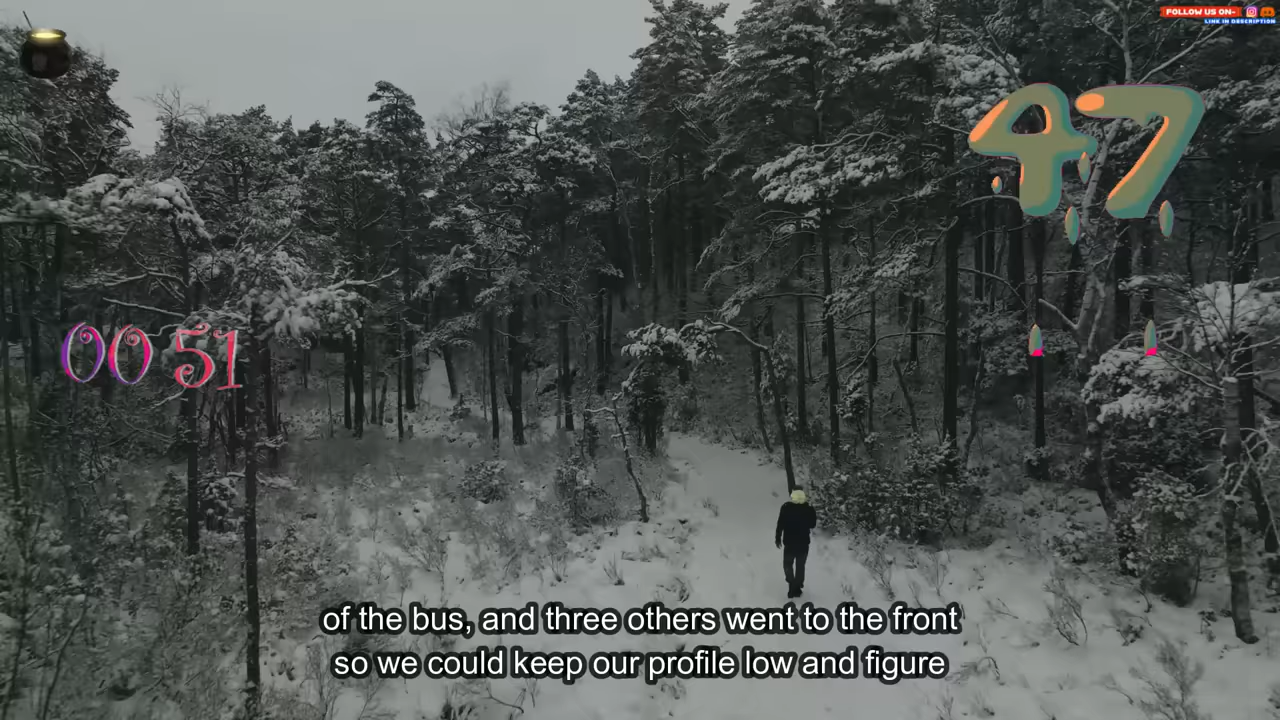 FOLLOW US ON-
LINK IN DESCRIPTION
47
00 51
of the bus, and three others went to the front
so we could keep our profile low and figure